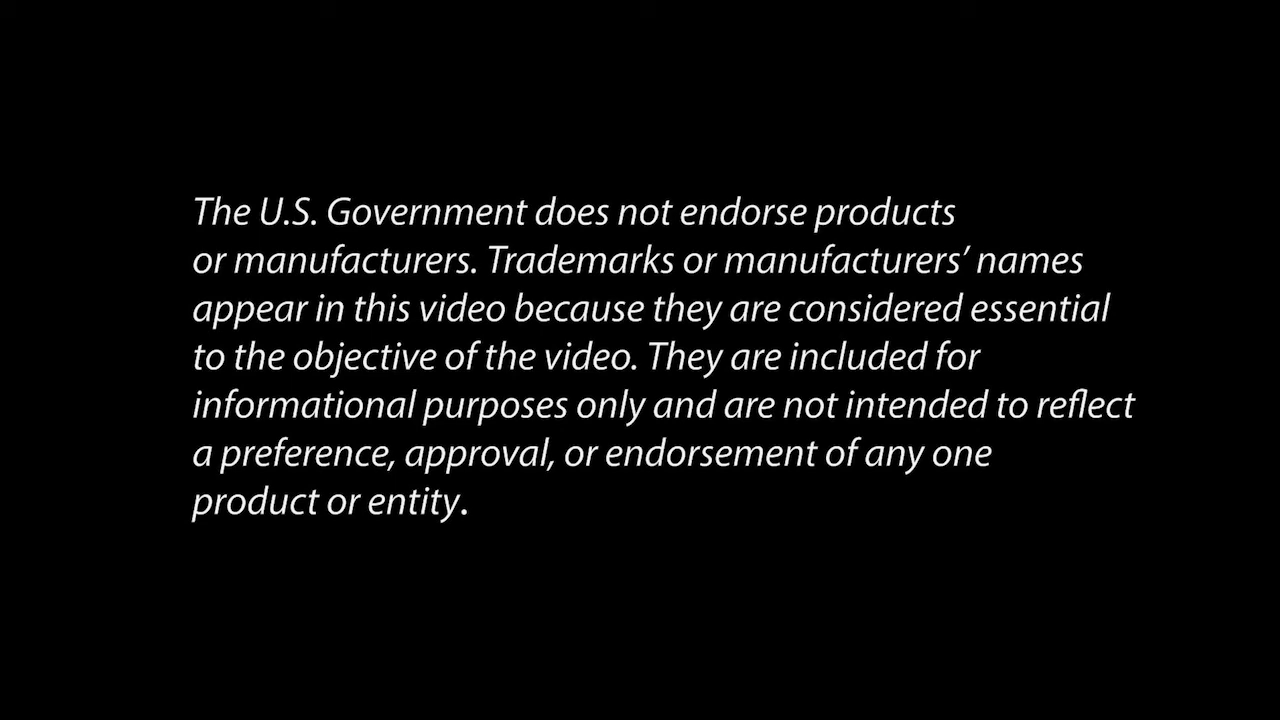 The U.S. Government does not endorse products
or manufacturers. Trademarks or manufacturers’ names
appear in this video because they are considered essential
to the objective of the video. They are included for
informational purposes only and are not intended to reflect
a preference, approval, or endorsement of any one
product or entity.